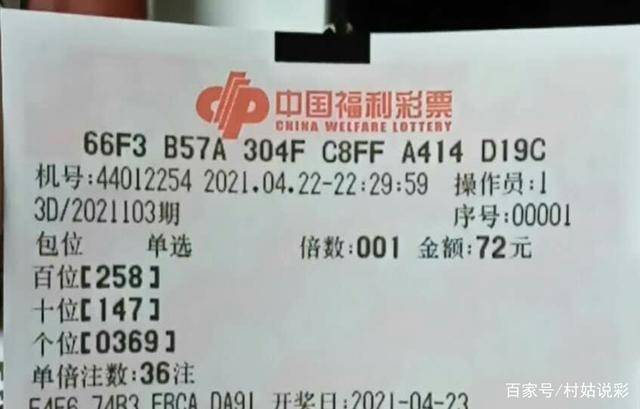 中国福利彩票
CHINA WELFARE LOTTERY
66F3 B57A 304F C8FF A414 D19C
机号:44012254 2021.04.22-22:29:59 操作员:1
3D/2021103期 序号:00001
包位 单选 倍数:001 金额:72元
百位[258]
十位[147]
个位[0369]
单倍注数:36注
E4E6 74B3 EBCA DA91 开奖日:2021-04-23
百家号/村姑说彩